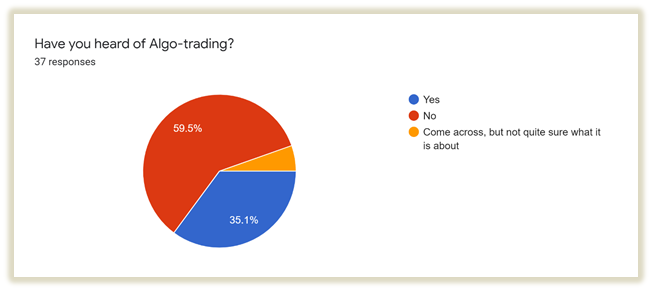 Have you heard of Algo-trading?
37 responses
59.5%
35.1%
Yes
No
Come across, but not quite sure what it
is about